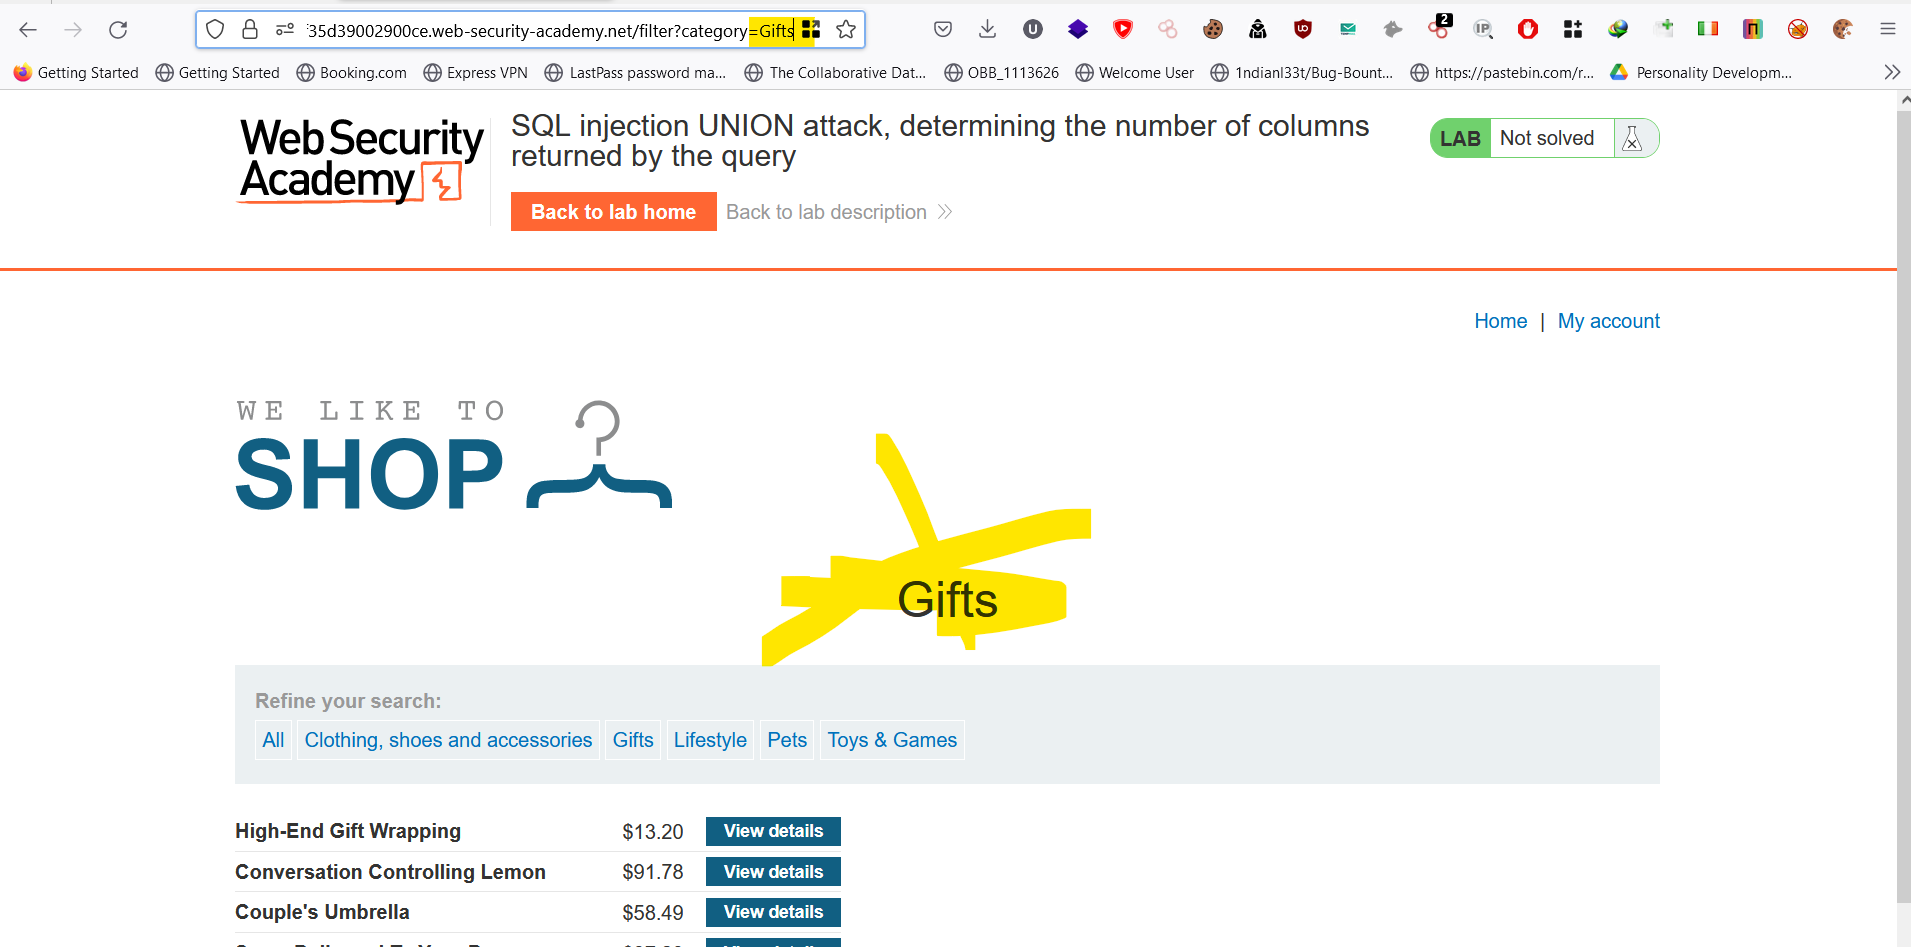 '35d39002900ce.web-security-academy.net/filter?category=Gifts
2
Getting Started Getting Started Booking.com Express VPN LastPass password ma... The Collaborative Dat... OBB_1113626 Welcome User 1ndianl33t/Bug-Bount... https://pastebin.com/r... Personality Developm...
Web Security
Academy
SQL injection UNION attack, determining the number of columns
returned by the query
LAB Not solved
Back to lab home Back to lab description
Home | My account
WE LIKE TO
SHOP
Gifts
Refine your search:
All Clothing, shoes and accessories Gifts Lifestyle Pets Toys & Games
High-End Gift Wrapping $13.20 View details
Conversation Controlling Lemon $91.78 View details
Couple's Umbrella $58.49 View details